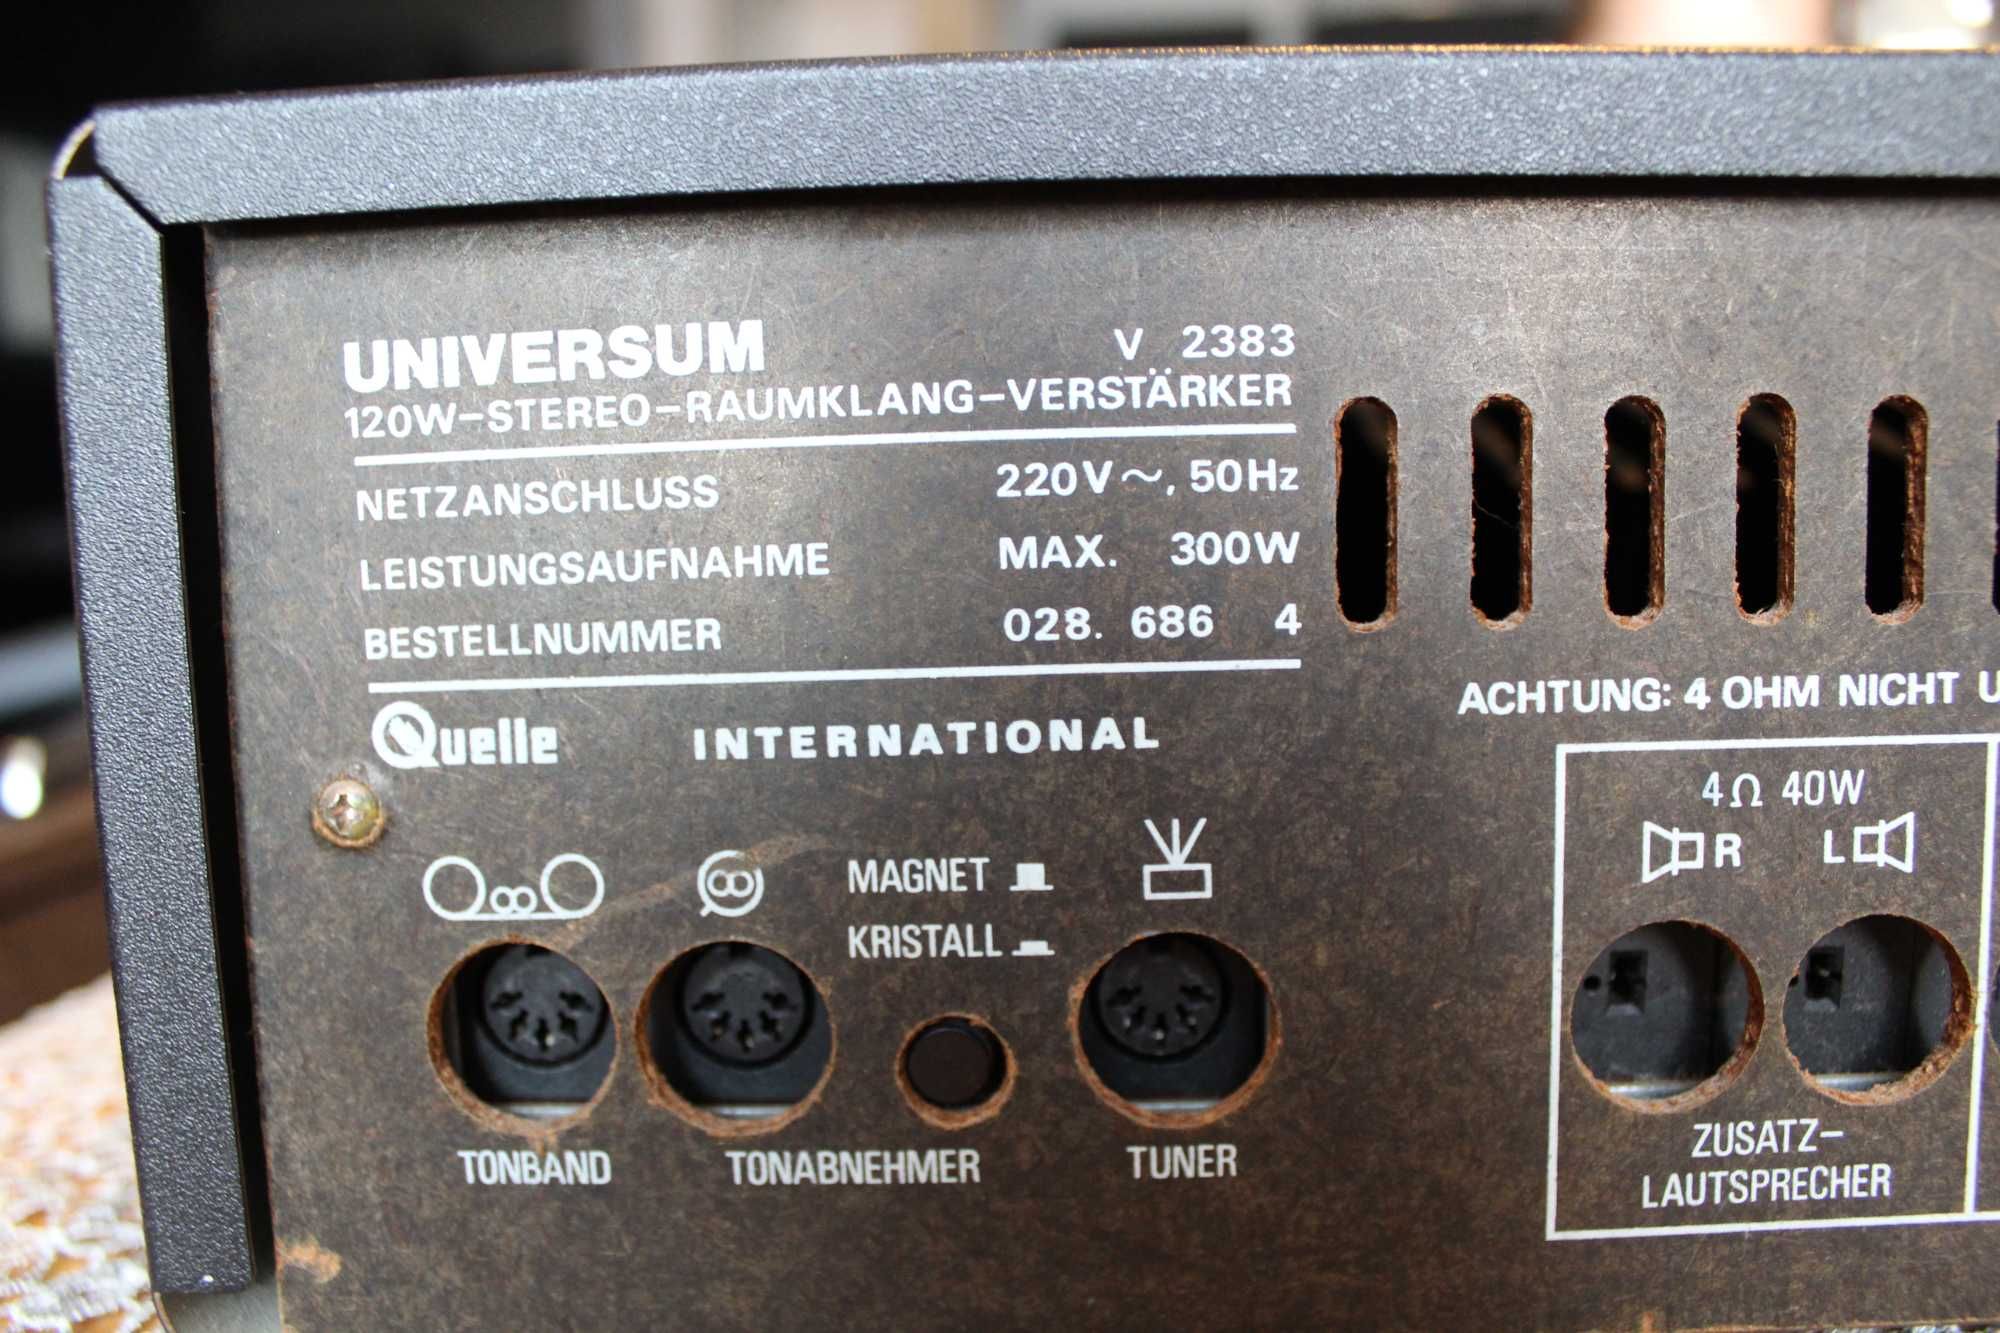 UNIVERSUM V 2383
120W-STEREO-RAUMKLANG-VERSTÄRKER
NETZANSCHLUSS 220V~, 50Hz
LEISTUNGSAUFNAHME MAX. 300W
BESTELLNUMMER 028. 686 4
Quelle INTERNATIONAL
ACHTUNG: 4 OHM NICHT
4Ω 40W
R L
MAGNET
KRISTALL
TONBAND TONABNEHMER TUNER
ZUSATZ-
LAUTSPRECHER